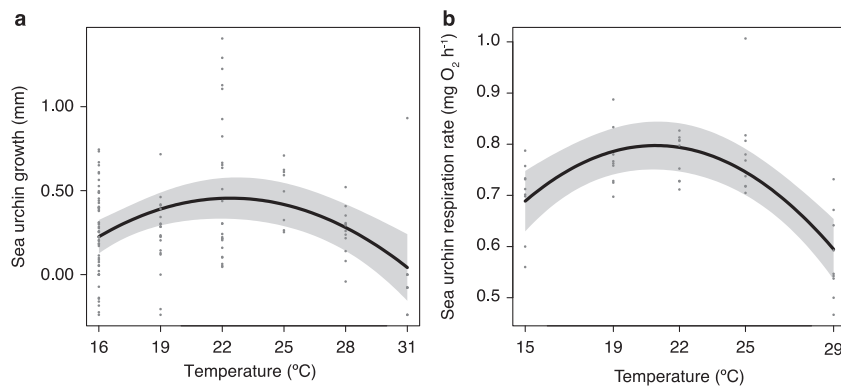 a
Sea urchin growth (mm)
1.00
0.50
0.00
16 19 22 25 28 31
Temperature (ºC)
b
Sea urchin respiration rate (mg O₂ h⁻¹)
1.0
0.9
0.8
0.7
0.6
0.5
15 19 22 25 29
Temperature (ºC)